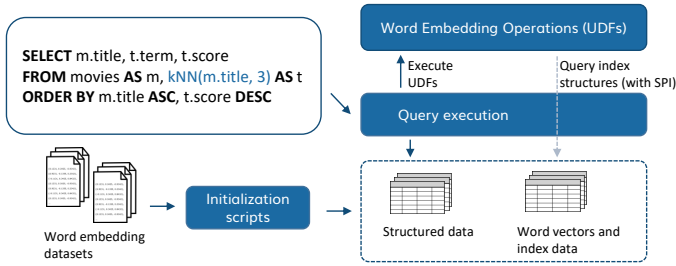 SELECT m.title, t.term, t.score
FROM movies AS m, kNN(m.title, 3) AS t
ORDER BY m.title ASC, t.score DESC
Word Embedding Operations (UDFs)
Execute
UDFs
Query index
structures (with SPI)
Query execution
Word embedding
datasets
Initialization
scripts
Structured data
Word vectors and
index data